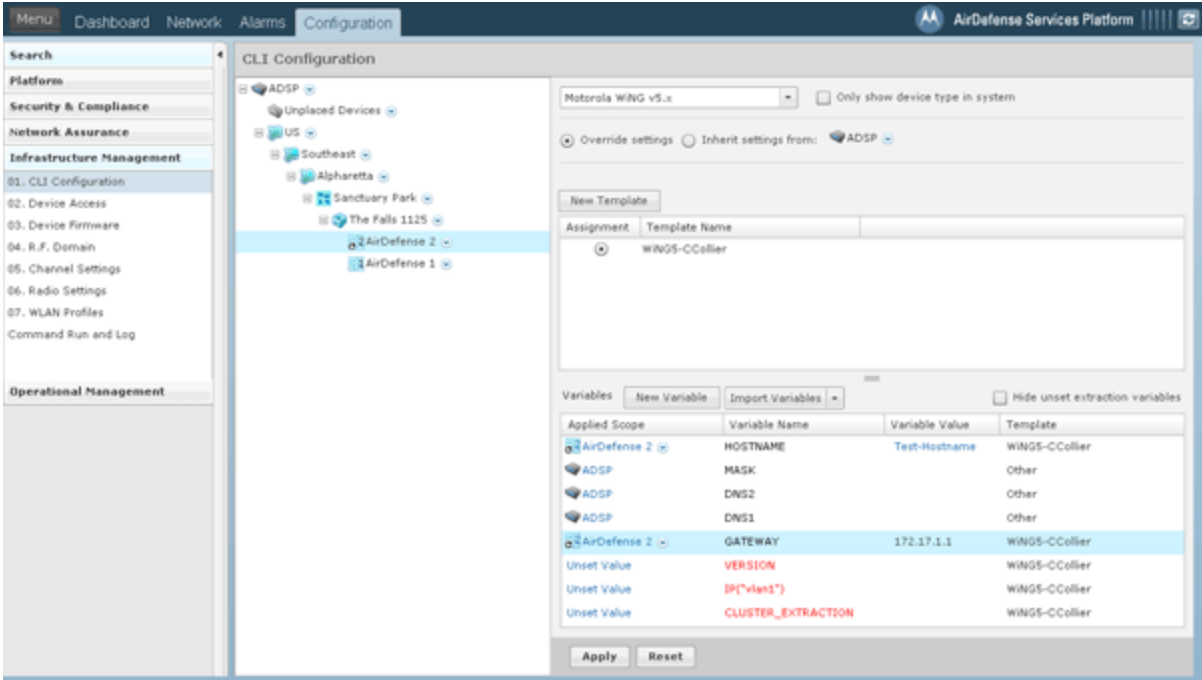 Menu Dashboard Network Alarms Configuration AirDefense Services Platform
Search
Platform
Security & Compliance
Network Assurance
Infrastructure Management
01. CLI Configuration
02. Device Access
03. Device Firmware
04. R.F. Domain
05. Channel Settings
06. Radio Settings
07. WLAN Profiles
Command Run and Log
Operational Management
CLI Configuration
ADSP
Unplaced Devices
US
Southeast
Alpharetta
Sanctuary Park
The Falls 1125
AirDefense 2
AirDefense 1
Motorola WiNG v5.x Only show device type in system
Override settings Inherit settings from: ADSP
New Template
Assignment Template Name
WiNG5-CCollier
Variables New Variable Import Variables Hide unset extraction variables
Applied Scope Variable Name Variable Value Template
AirDefense 2 HOSTNAME Test-Hostname WiNG5-CCollier
ADSP MASK Other
ADSP DNS2 Other
ADSP DNS1 Other
AirDefense 2 GATEWAY 172.17.1.1 WiNG5-CCollier
Unset Value VERSION WiNG5-CCollier
Unset Value IP("vlan1") WiNG5-CCollier
Unset Value CLUSTER_EXTRACTION WiNG5-CCollier
Apply Reset